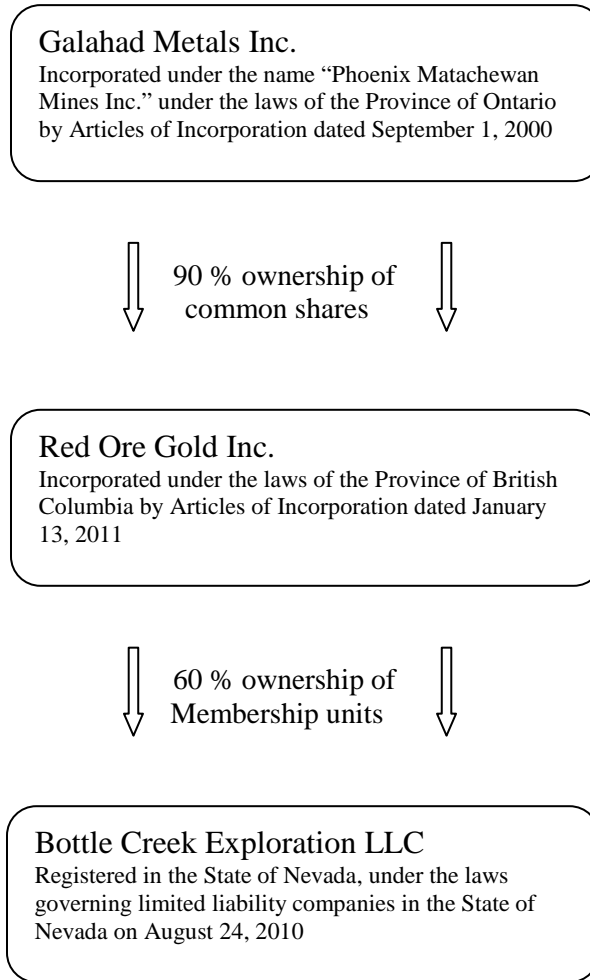 Galahad Metals Inc.
Incorporated under the name “Phoenix Matachewan
Mines Inc.” under the laws of the Province of Ontario
by Articles of Incorporation dated September 1, 2000
90 % ownership of
common shares
Red Ore Gold Inc.
Incorporated under the laws of the Province of British
Columbia by Articles of Incorporation dated January
13, 2011
60 % ownership of
Membership units
Bottle Creek Exploration LLC
Registered in the State of Nevada, under the laws
governing limited liability companies in the State of
Nevada on August 24, 2010